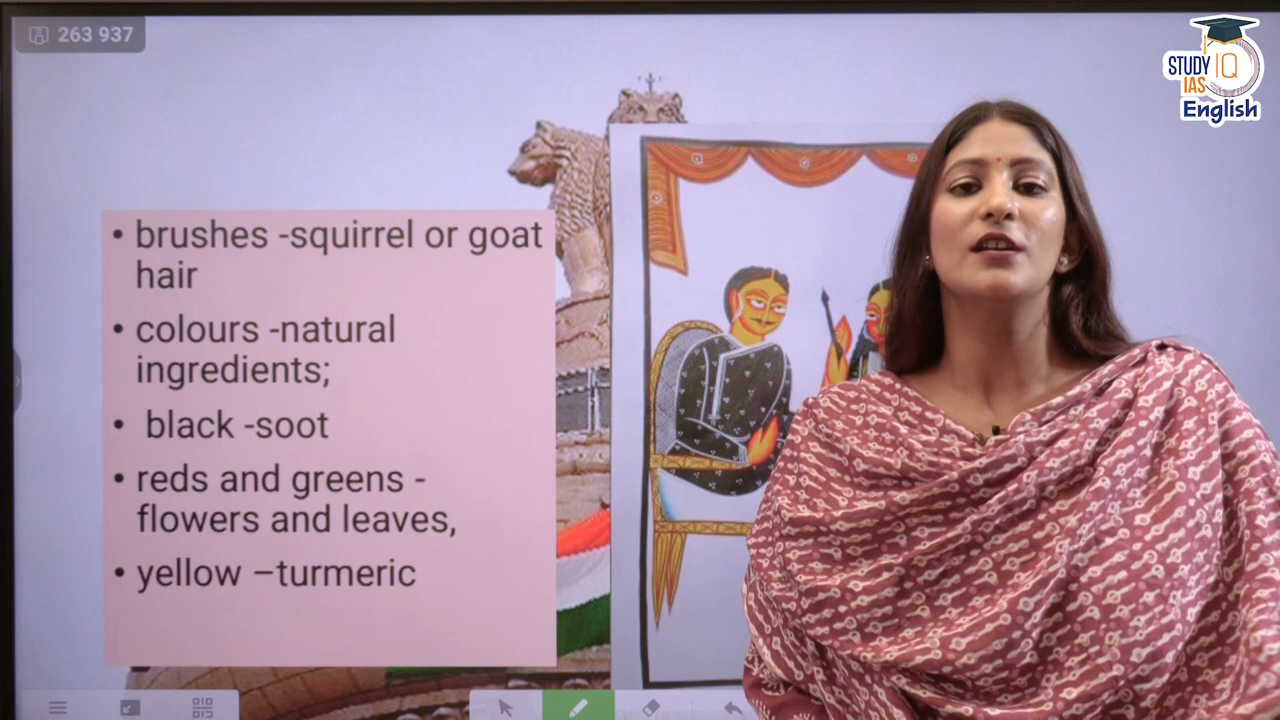 263 937
STUDY IQ
IAS
English
• brushes -squirrel or goat
hair
• colours -natural
ingredients;
• black -soot
• reds and greens -
flowers and leaves,
• yellow –turmeric